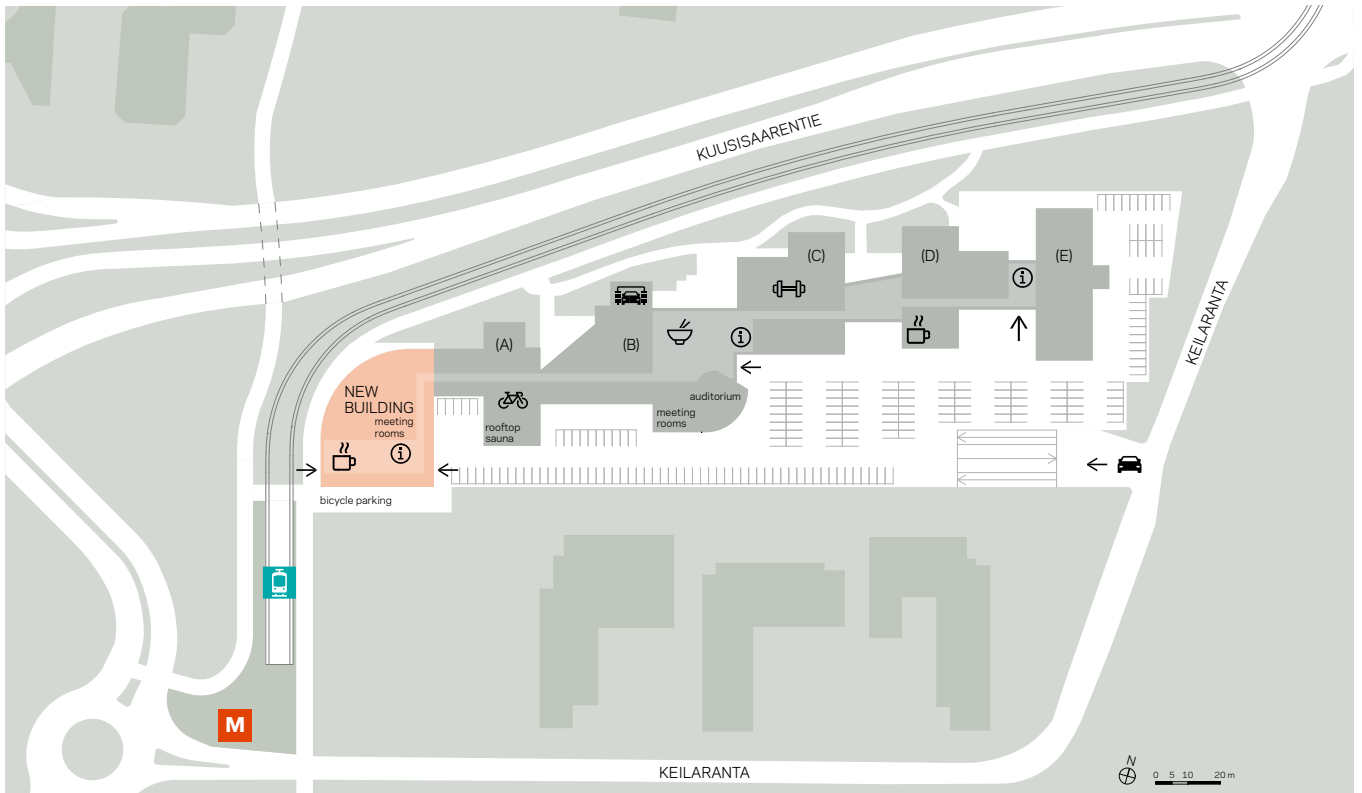 KUUSISAARENTIE
(C)
(D)
(E)
(A)
(B)
KEILARANTA
NEW
BUILDING
meeting
rooms
auditorium
meeting
rooms
rooftop
sauna
bicycle parking
M
KEILARANTA
N
0 5 10 20 m